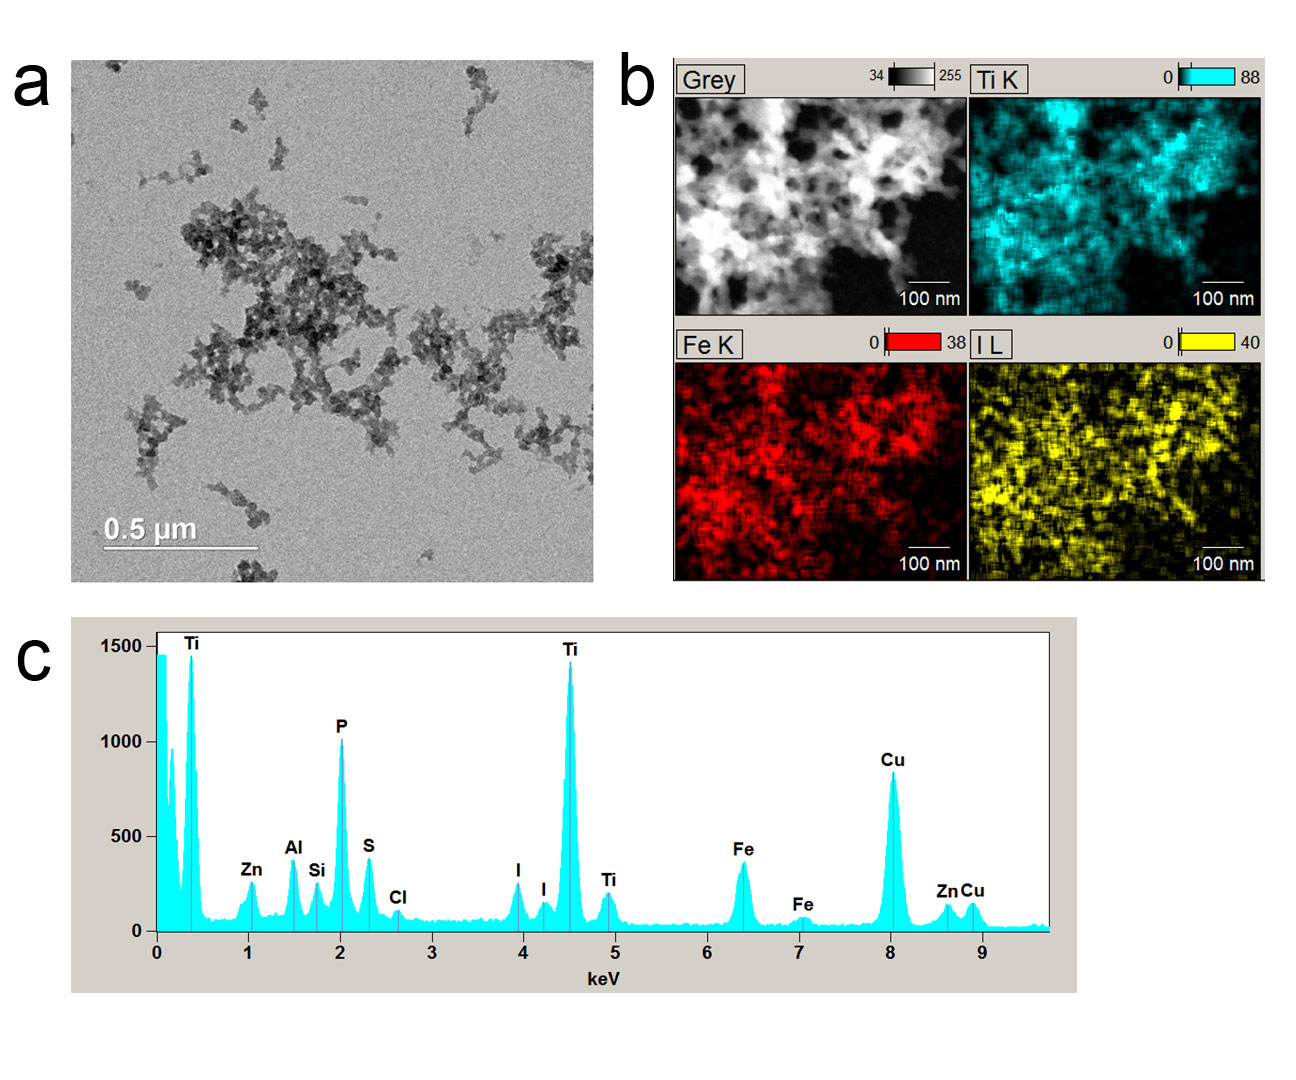 a
0.5 µm
b
Grey
34 255
Ti K
0 88
100 nm
100 nm
Fe K
0 38
I L
0 40
100 nm
100 nm
c
1500
1000
500
0
Ti
Zn
Al
Si
P
S
Cl
I
I
Ti
Ti
Fe
Fe
Cu
Zn
Cu
0 1 2 3 4 5 6 7 8 9
keV